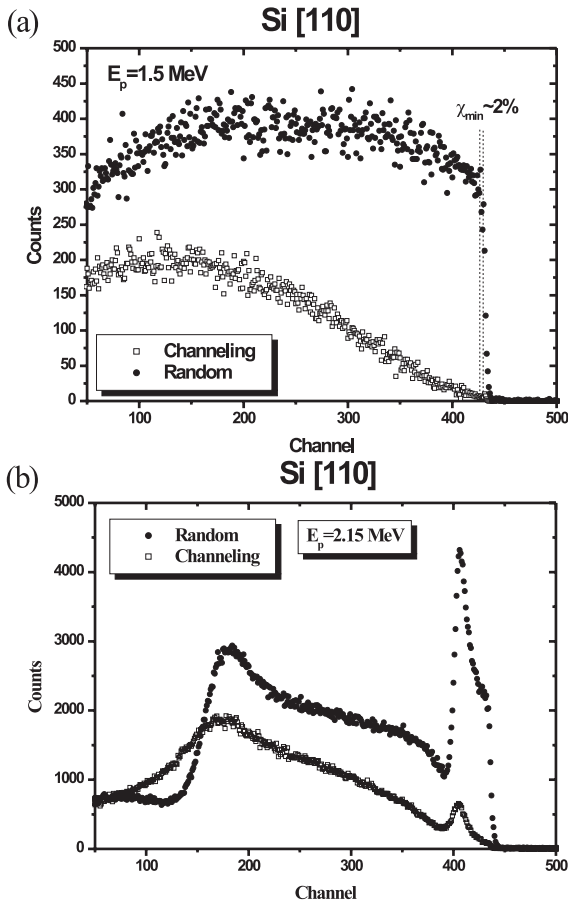 (a)
Si [110]
E_p=1.5 MeV
χ_min~2%
500
450
400
350
300
250
200
150
100
50
0
Counts
Channeling
Random
100 200 300 400 500
Channel
(b)
Si [110]
5000
4000
3000
2000
1000
0
Counts
Random
Channeling
E_p=2.15 MeV
100 200 300 400 500
Channel